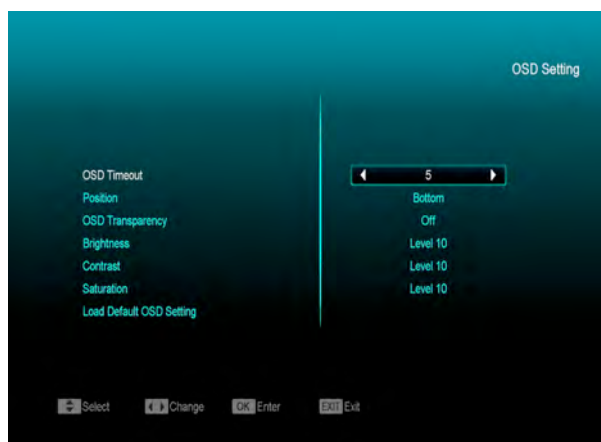 OSD Setting
OSD Timeout 5
Position Bottom
OSD Transparency Off
Brightness Level 10
Contrast Level 10
Saturation Level 10
Load Default OSD Setting
Select Change OK Enter EXIT Exit